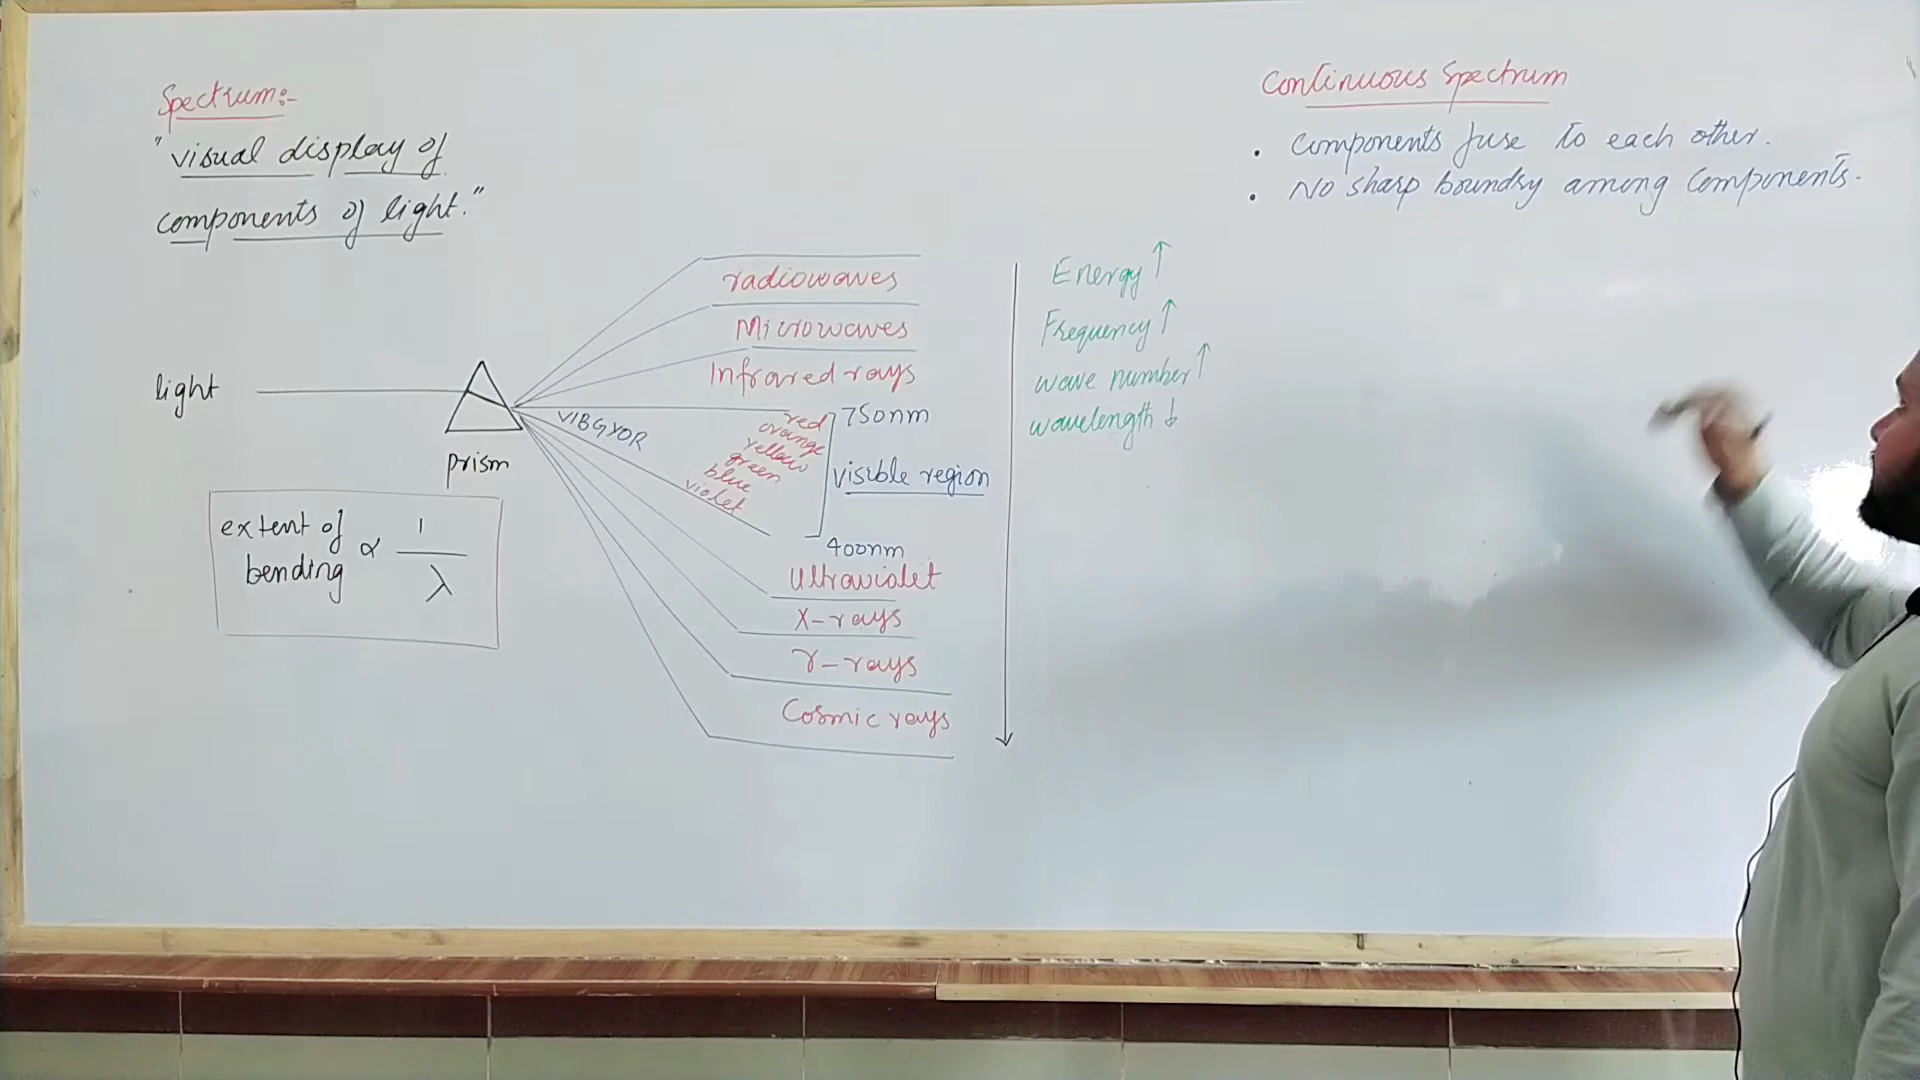 Spectrum:-
"visual display of
components of light."
light
prism
extent of
bending ∝ 1
λ
VIBGYOR
radiowaves
Microwaves
Infrared rays
red
orange
yellow
green
blue
violet
750nm
visible region
400nm
Ultraviolet
X-rays
γ-rays
Cosmic rays
Energy ↑
Frequency ↑
wave number ↑
wavelength ↓
Continuous Spectrum
• Components fuse to each other.
• No sharp boundry among Components.